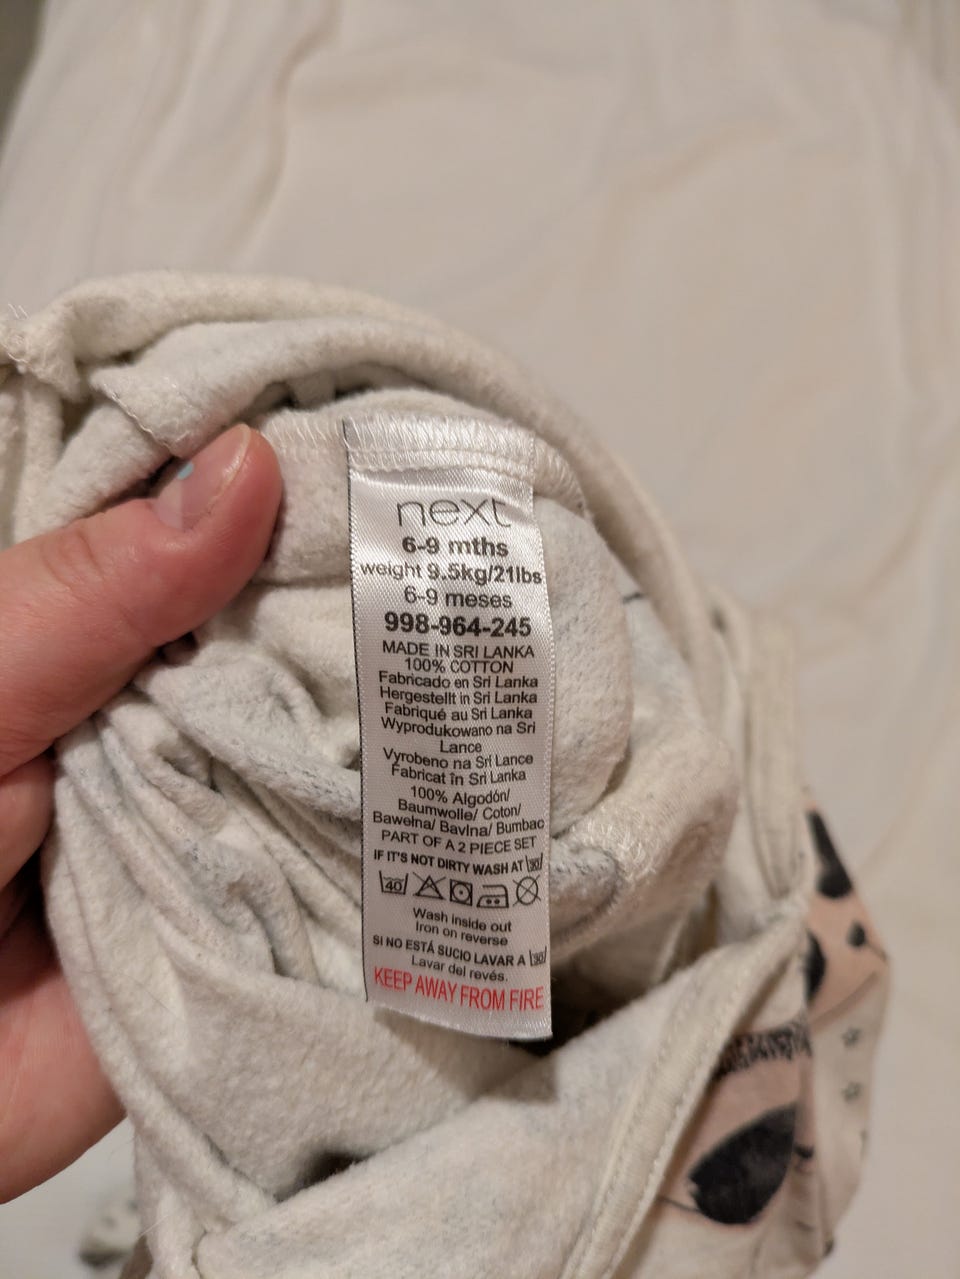 next
6-9 mths
weight 9.5kg/21lbs
6-9 meses
998-964-245
MADE IN SRI LANKA
100% COTTON
Fabricado en Sri Lanka
Hergestellt in Sri Lanka
Fabriqué au Sri Lanka
Wyprodukowano na Sri
Lance
Vyrobeno na Srí Lance
Fabricat în Sri Lanka
100% Algodón/
Baumwolle/ Coton/
Bawełna/ Bavlna/ Bumbac
PART OF A 2 PIECE SET
IF IT'S NOT DIRTY WASH AT 30
40
Wash inside out
Iron on reverse
SI NO ESTÁ SUCIO LAVAR A 30
Lavar del revés.
KEEP AWAY FROM FIRE